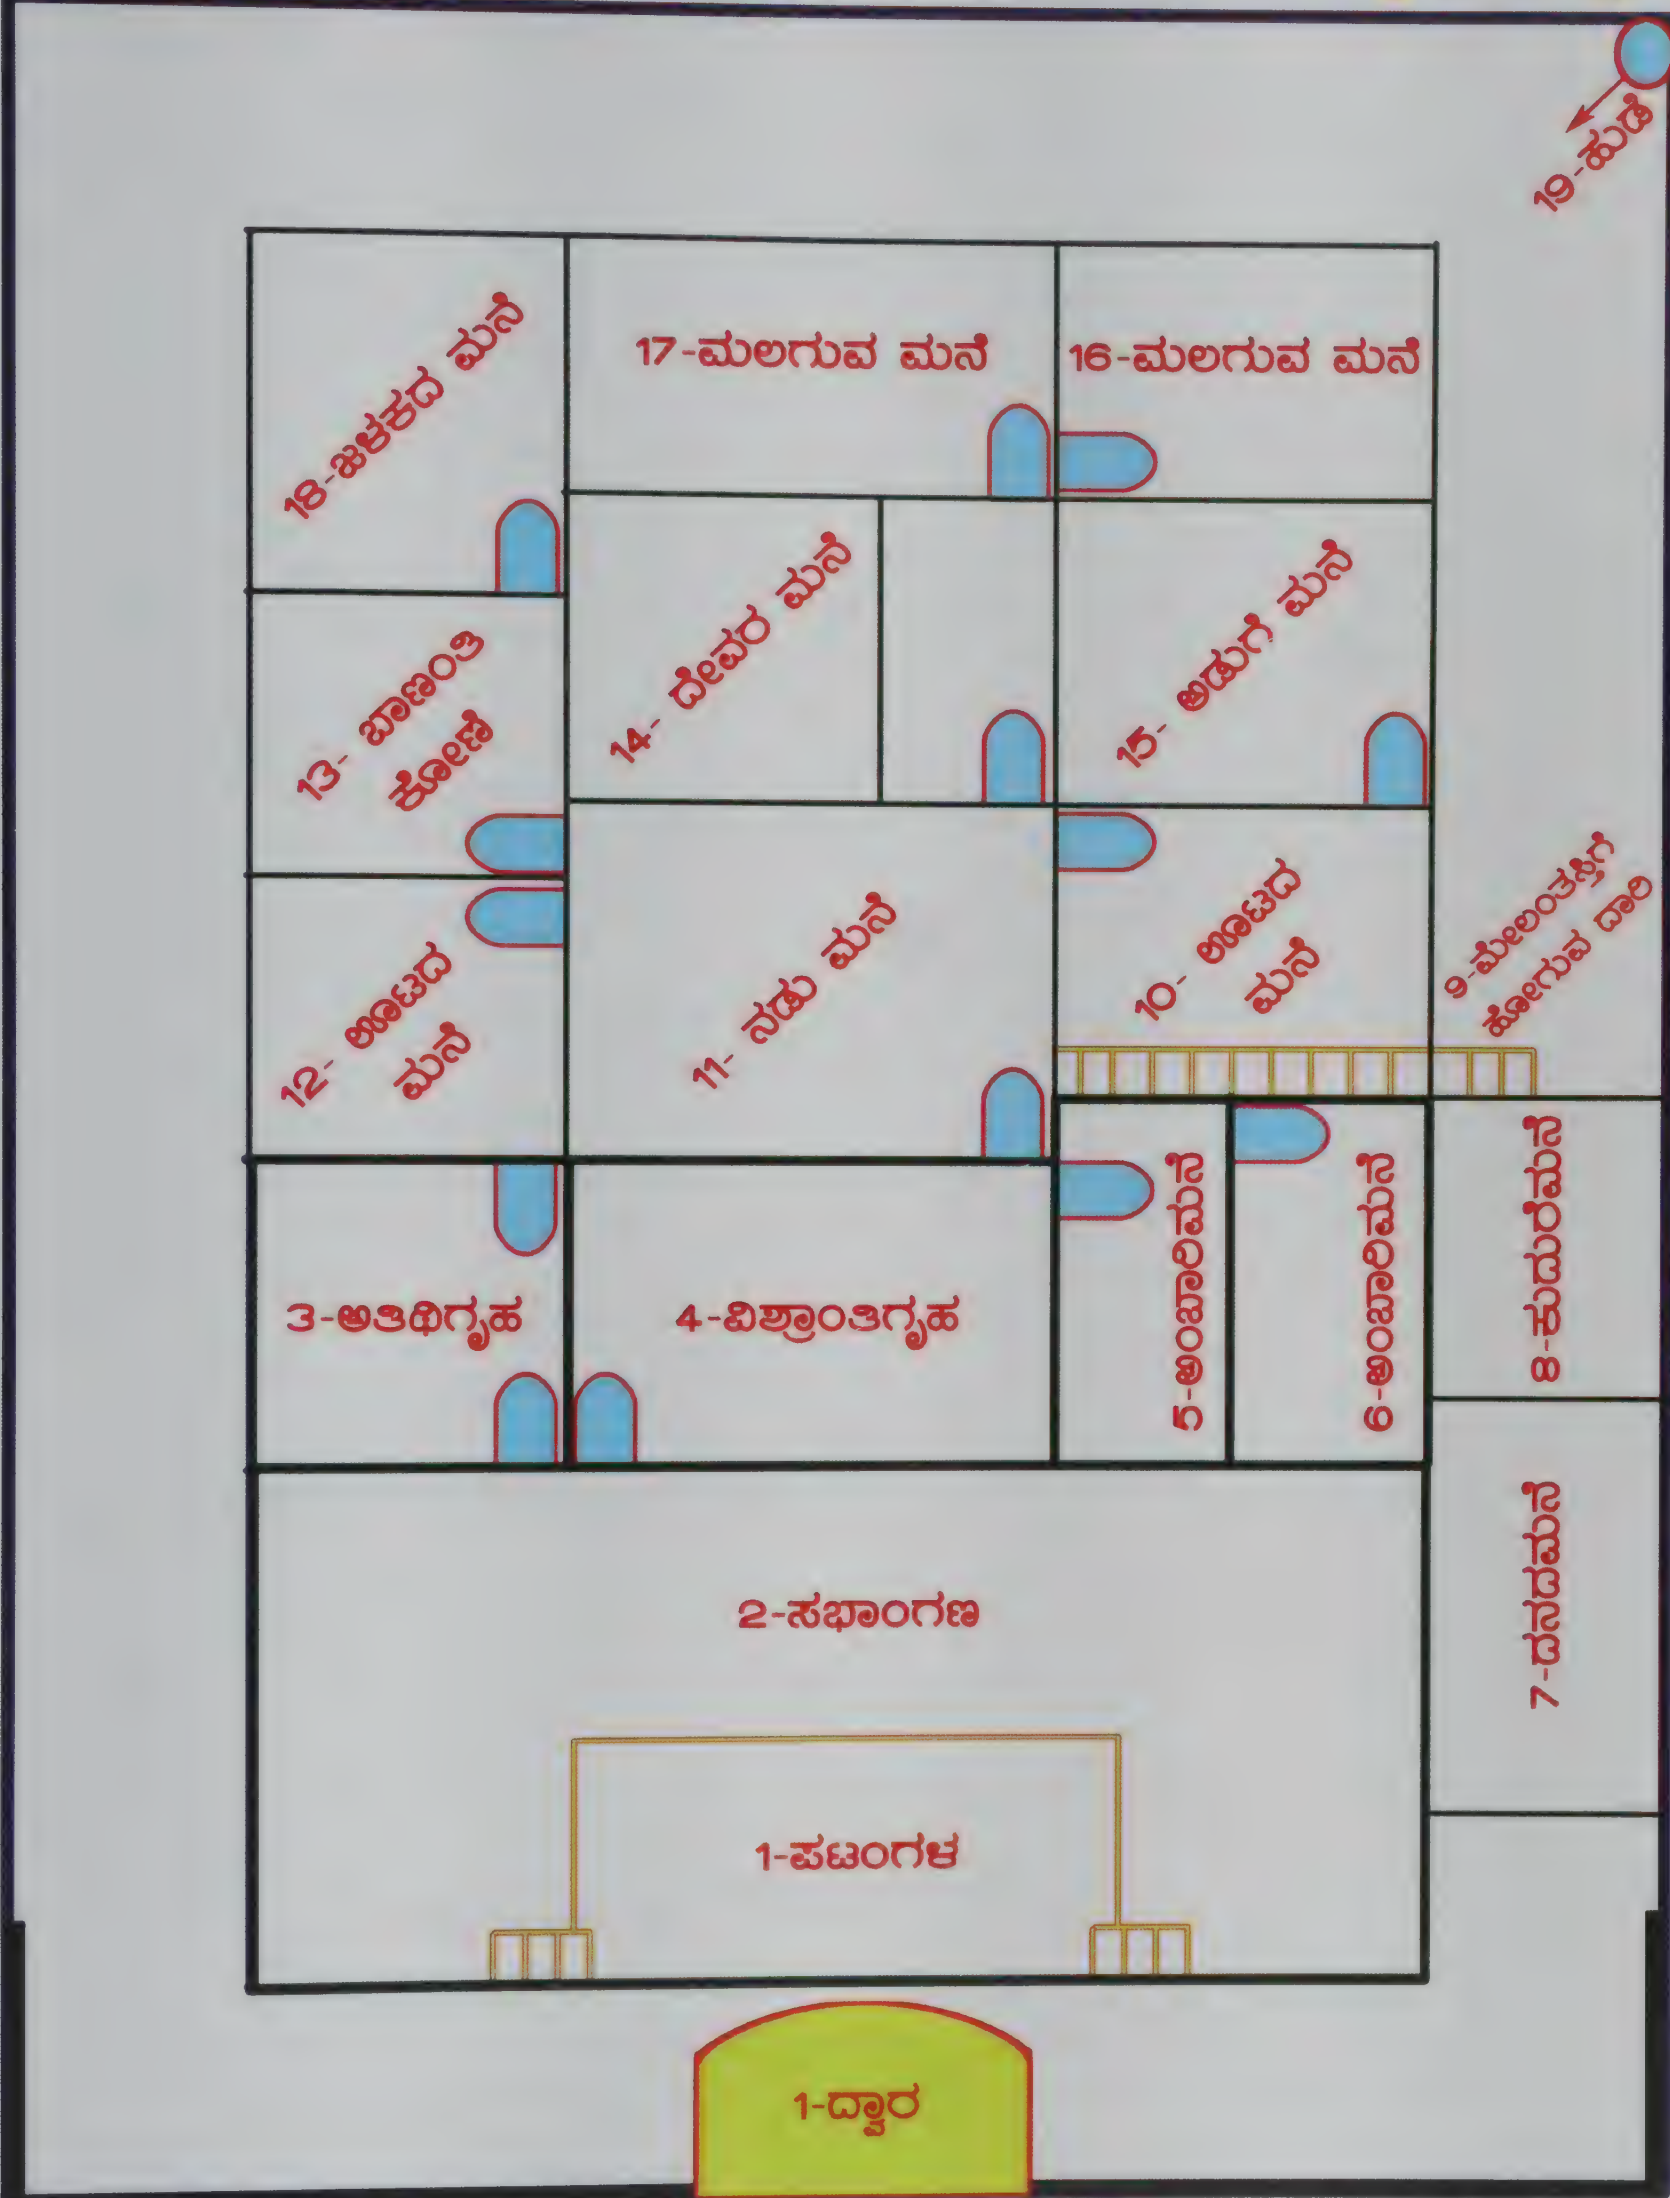 19-ಹುಡೆ
18-ಜಳಕದ ಮನೆ
17-ಮಲಗುವ ಮನೆ
16-ಮಲಗುವ ಮನೆ
13- ಬಾಣಂತಿ
ಕೋಣೆ
14- ದೇವರ ಮನೆ
15- ಅಡುಗೆ ಮನೆ
12- ಊಟದ
ಮನೆ
11- ನಡು ಮನೆ
10- ಊಟದ
ಮನೆ
9-ಮೇಲಂತಸ್ತಿಗೆ
ಹೋಗುವ ದಾರಿ
3-ಅತಿಥಿಗೃಹ
4-ವಿಶ್ರಾಂತಿಗೃಹ
5-ಅಂಬಾರಿಮನೆ
6-ಅಂಬಾರಿಮನೆ
8-ಕುದುರೆಮನೆ
7-ದನದಮನೆ
2-ಸಭಾಂಗಣ
1-ಪಟಂಗಳ
1-ದ್ವಾರ